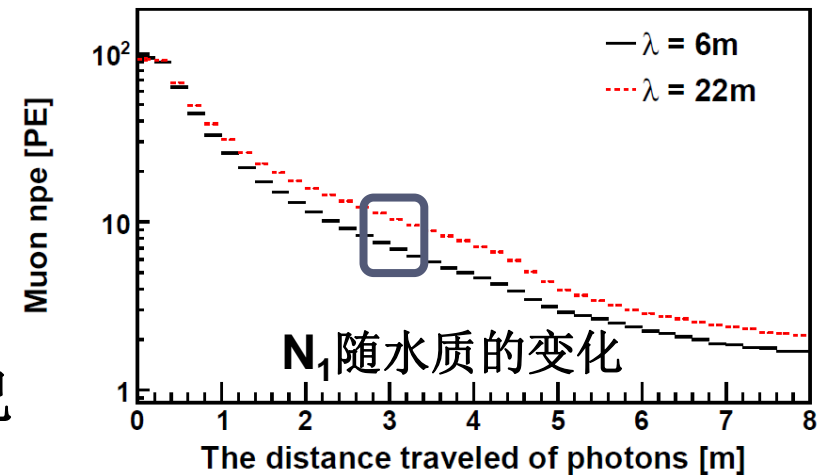 λ = 6m
λ = 22m
Muon npe [PE]
10²
10
1
N₁随水质的变化
0 1 2 3 4 5 6 7 8
The distance traveled of photons [m]